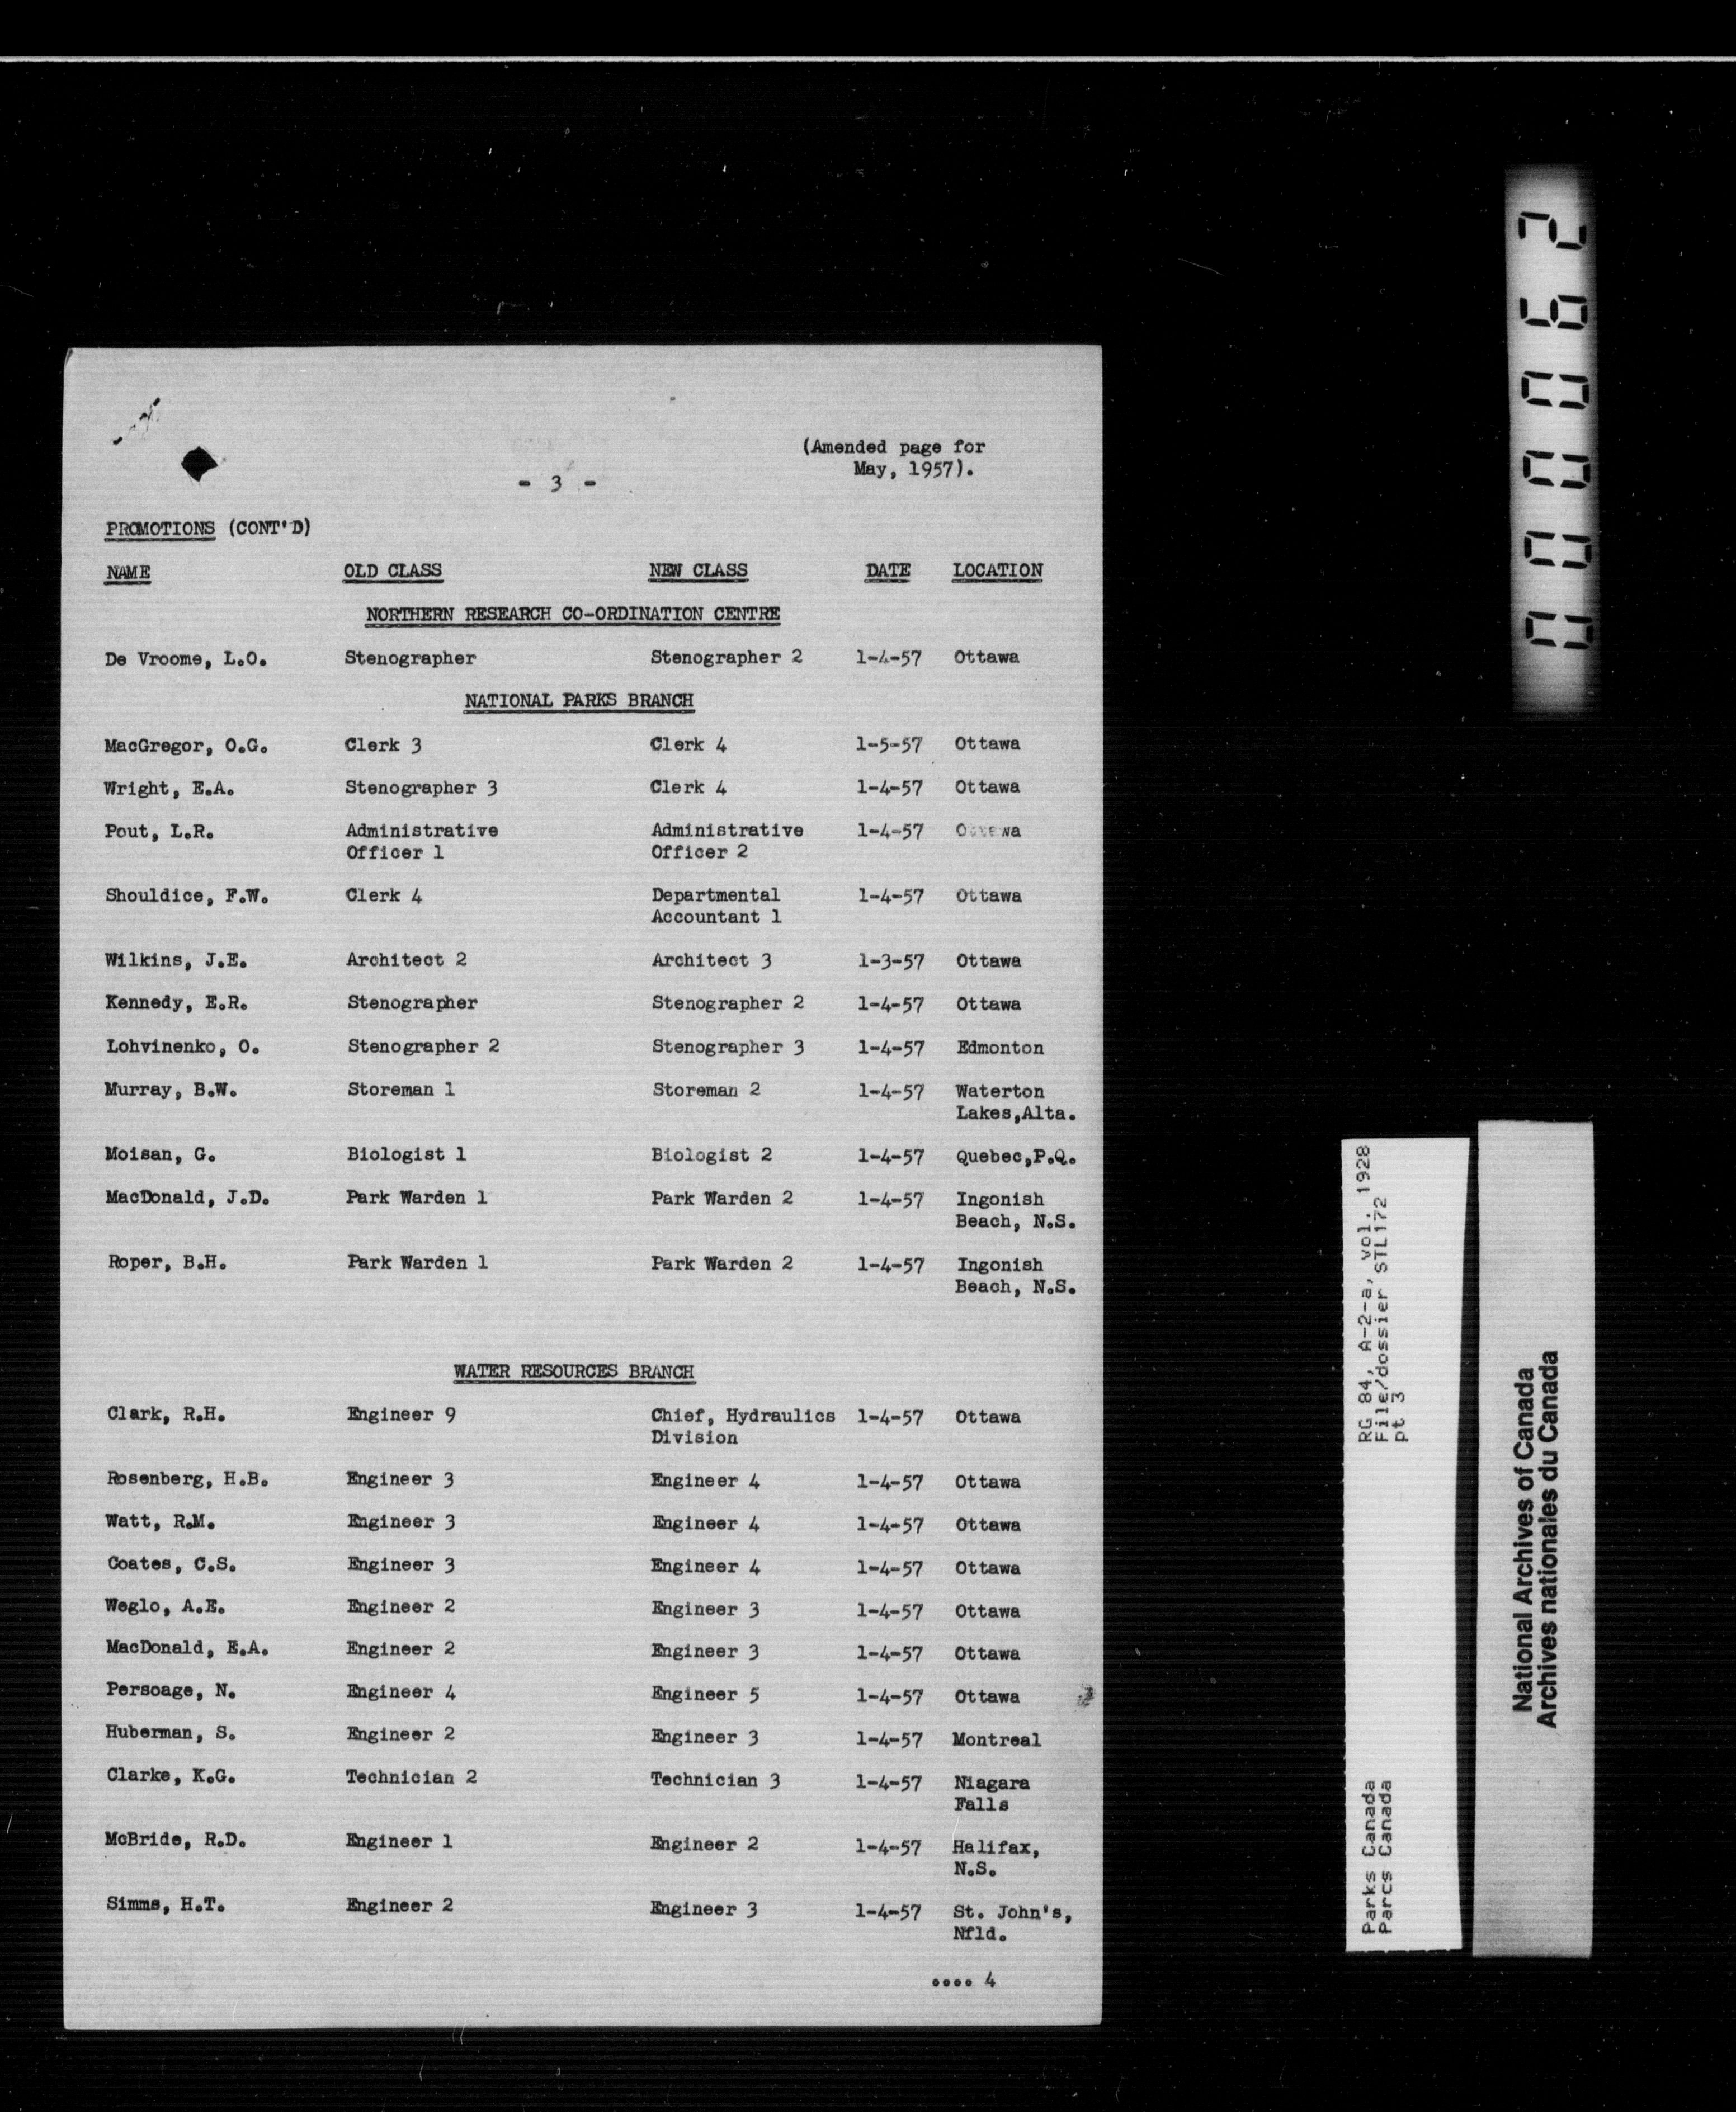 (Amended page for
May, 1957).
- 3 -
PROMOTIONS (CONT'D)
NAME OLD CLASS NEW CLASS DATE LOCATION
NORTHERN RESEARCH CO-ORDINATION CENTRE
De Vroome, L.O. Stenographer Stenographer 2 1-4-57 Ottawa
NATIONAL PARKS BRANCH
MacGregor, O.G. Clerk 3 Clerk 4 1-5-57 Ottawa
Wright, E.A. Stenographer 3 Clerk 4 1-4-57 Ottawa
Pout, L.R. Administrative Administrative 1-4-57 Ottawa
Officer 1 Officer 2
Shouldice, F.W. Clerk 4 Departmental 1-4-57 Ottawa
Accountant 1
Wilkins, J.E. Architect 2 Architect 3 1-3-57 Ottawa
Kennedy, E.R. Stenographer Stenographer 2 1-4-57 Ottawa
Lohvinenko, O. Stenographer 2 Stenographer 3 1-4-57 Edmonton
Murray, B.W. Storeman 1 Storeman 2 1-4-57 Waterton
Lakes,Alta.
Moisan, G. Biologist 1 Biologist 2 1-4-57 Quebec,P.Q.
MacDonald, J.D. Park Warden 1 Park Warden 2 1-4-57 Ingonish
Beach, N.S.
Roper, B.H. Park Warden 1 Park Warden 2 1-4-57 Ingonish
Beach, N.S.
WATER RESOURCES BRANCH
Clark, R.H. Engineer 9 Chief, Hydraulics 1-4-57 Ottawa
Division
Rosenberg, H.B. Engineer 3 Engineer 4 1-4-57 Ottawa
Watt, R.M. Engineer 3 Engineer 4 1-4-57 Ottawa
Coates, C.S. Engineer 3 Engineer 4 1-4-57 Ottawa
Weglo, A.E. Engineer 2 Engineer 3 1-4-57 Ottawa
MacDonald, E.A. Engineer 2 Engineer 3 1-4-57 Ottawa
Persoage, N. Engineer 4 Engineer 5 1-4-57 Ottawa
Huberman, S. Engineer 2 Engineer 3 1-4-57 Montreal
Clarke, K.G. Technician 2 Technician 3 1-4-57 Niagara
Falls
McBride, R.D. Engineer 1 Engineer 2 1-4-57 Halifax,
N.S.
Simms, H.T. Engineer 2 Engineer 3 1-4-57 St. John's,
Nfld.
.... 4
000062
RG 84, A-2-a, vol. 1928
File/dossier STL172
pt 3
Parks Canada
Parcs Canada
National Archives of Canada
Archives nationales du Canada